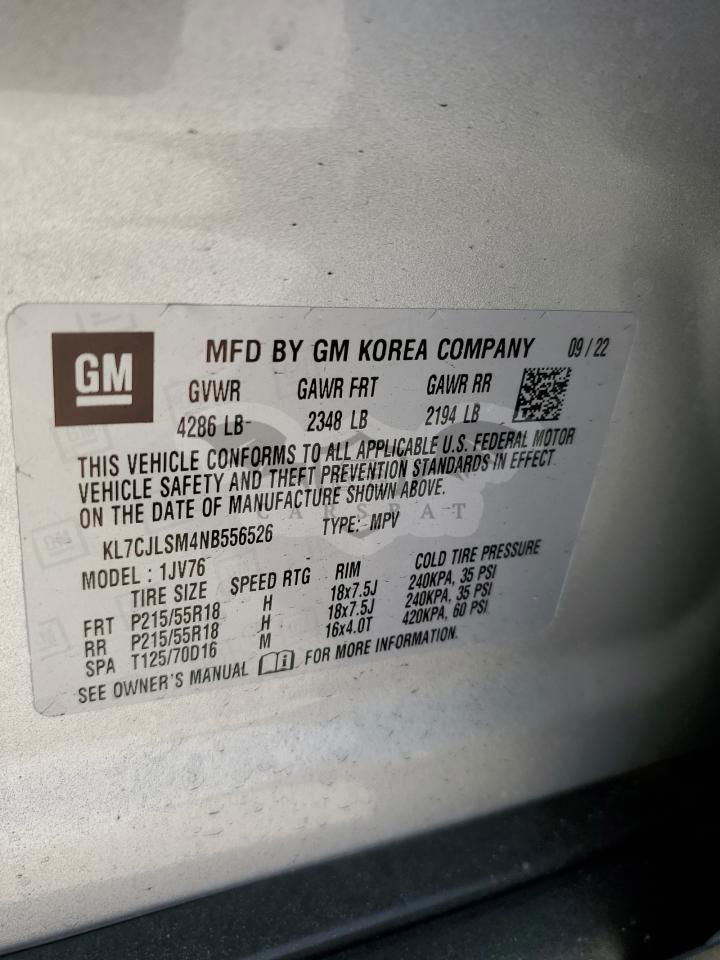 GM
MFD BY GM KOREA COMPANY 09 / 22
GVWR GAWR FRT GAWR RR
4286 LB 2348 LB 2194 LB
THIS VEHICLE CONFORMS TO ALL APPLICABLE U.S. FEDERAL MOTOR
VEHICLE SAFETY AND THEFT PREVENTION STANDARDS IN EFFECT
ON THE DATE OF MANUFACTURE SHOWN ABOVE.
CARSBAT
KL7CJLSM4NB556526 TYPE: MPV
MODEL : 1JV76
TIRE SIZE SPEED RTG RIM COLD TIRE PRESSURE
FRT P215/55R18 H 18x7.5J 240KPA, 35 PSI
RR P215/55R18 H 18x7.5J 240KPA, 35 PSI
SPA T125/70D16 M 16x4.0T 420KPA, 60 PSI
SEE OWNER'S MANUAL FOR MORE INFORMATION.